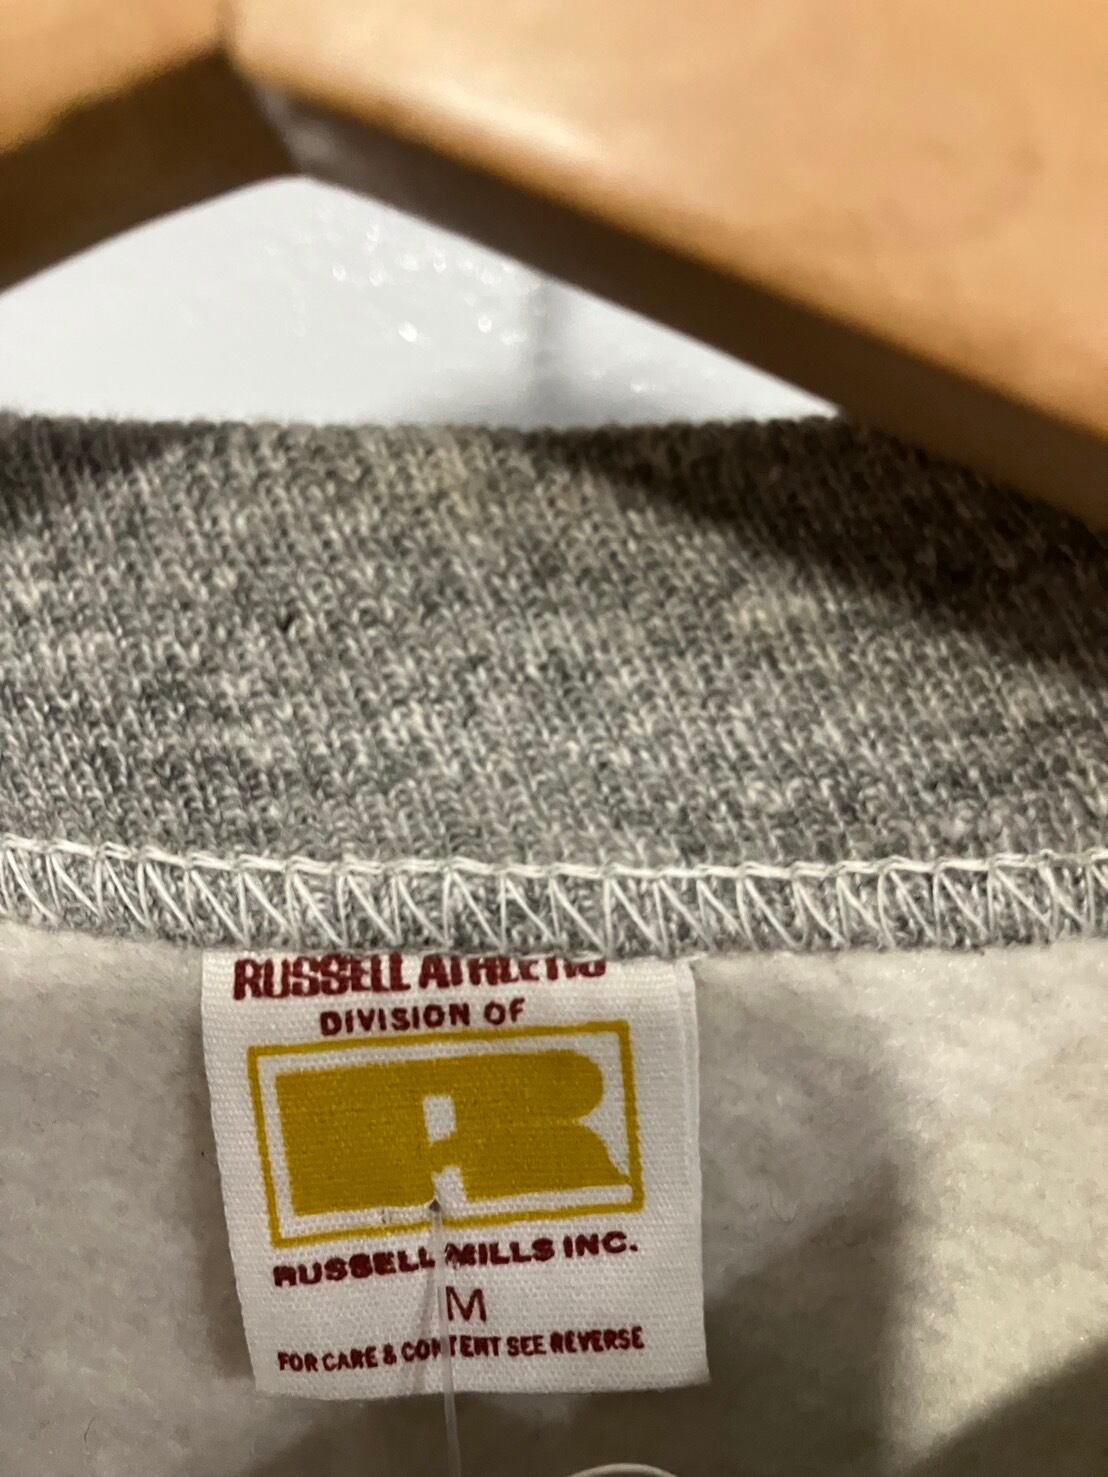 RUSSELL ATHLETIC
DIVISION OF
R
RUSSELL MILLS INC.
M
FOR CARE & CONTENT SEE REVERSE